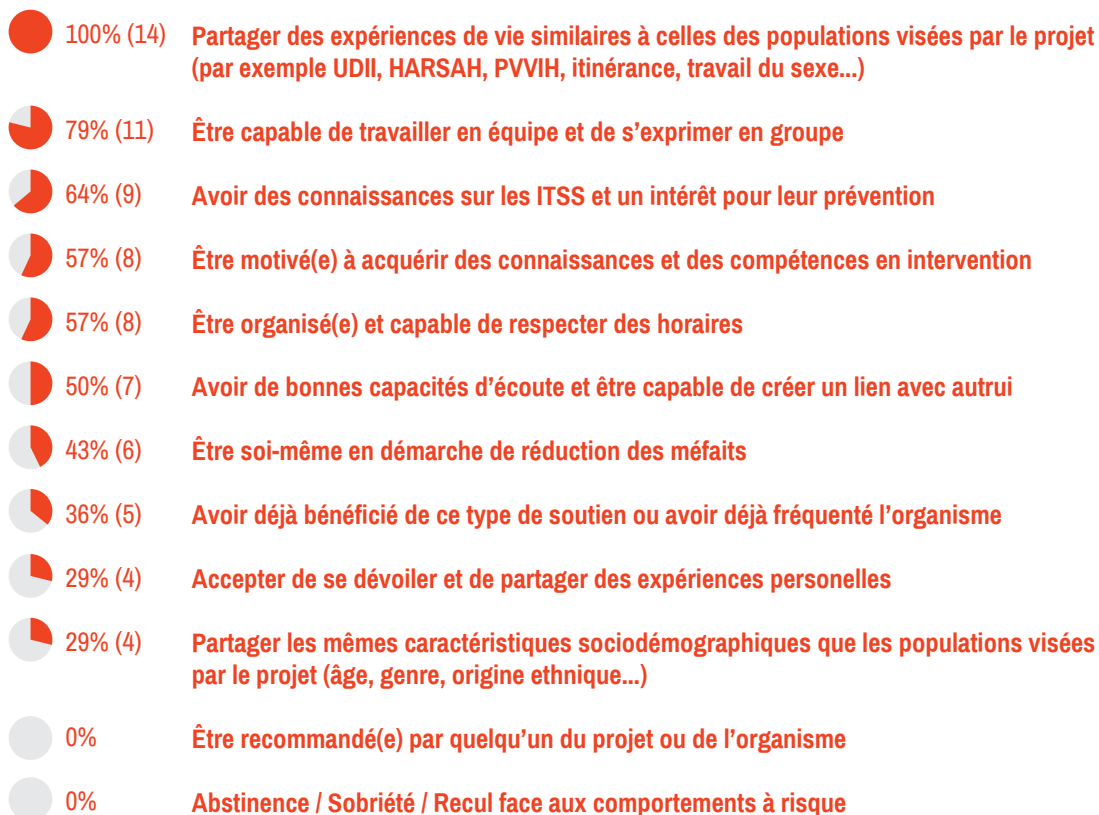 100% (14) Partager des expériences de vie similaires à celles des populations visées par le projet
(par exemple UDII, HARSAH, PVVIH, itinérance, travail du sexe...)
79% (11) Être capable de travailler en équipe et de s'exprimer en groupe
64% (9) Avoir des connaissances sur les ITSS et un intérêt pour leur prévention
57% (8) Être motivé(e) à acquérir des connaissances et des compétences en intervention
57% (8) Être organisé(e) et capable de respecter des horaires
50% (7) Avoir de bonnes capacités d'écoute et être capable de créer un lien avec autrui
43% (6) Être soi-même en démarche de réduction des méfaits
36% (5) Avoir déjà bénéficié de ce type de soutien ou avoir déjà fréquenté l'organisme
29% (4) Accepter de se dévoiler et de partager des expériences personelles
29% (4) Partager les mêmes caractéristiques sociodémographiques que les populations visées
par le projet (âge, genre, origine ethnique...)
0% Être recommandé(e) par quelqu'un du projet ou de l'organisme
0% Abstinence / Sobriété / Recul face aux comportements à risque